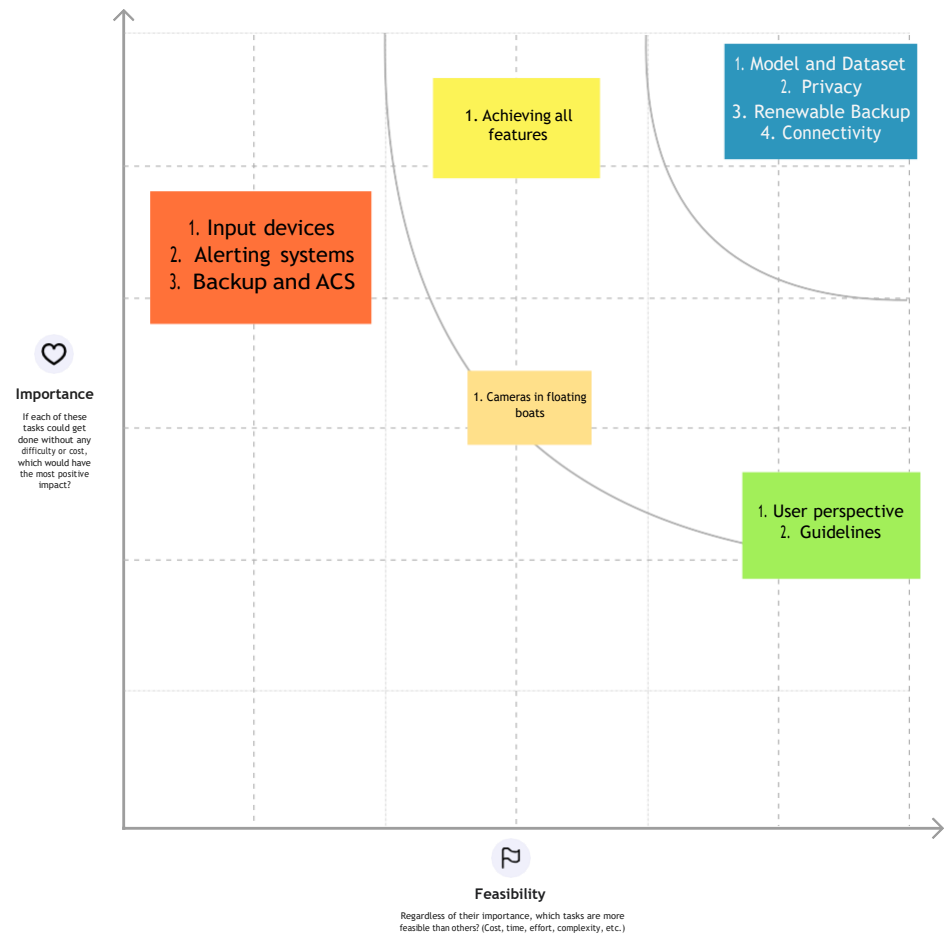 1. Model and Dataset
2. Privacy
3. Renewable Backup
4. Connectivity
1. Achieving all
features
1. Input devices
2. Alerting systems
3. Backup and ACS
Importance
If each of these
tasks could get
done without any
difficulty or cost,
which would have
the most positive
impact?
1. Cameras in floating
boats
1. User perspective
2. Guidelines
Feasibility
Regardless of their importance, which tasks are more
feasible than others? (Cost, time, effort, complexity, etc.)